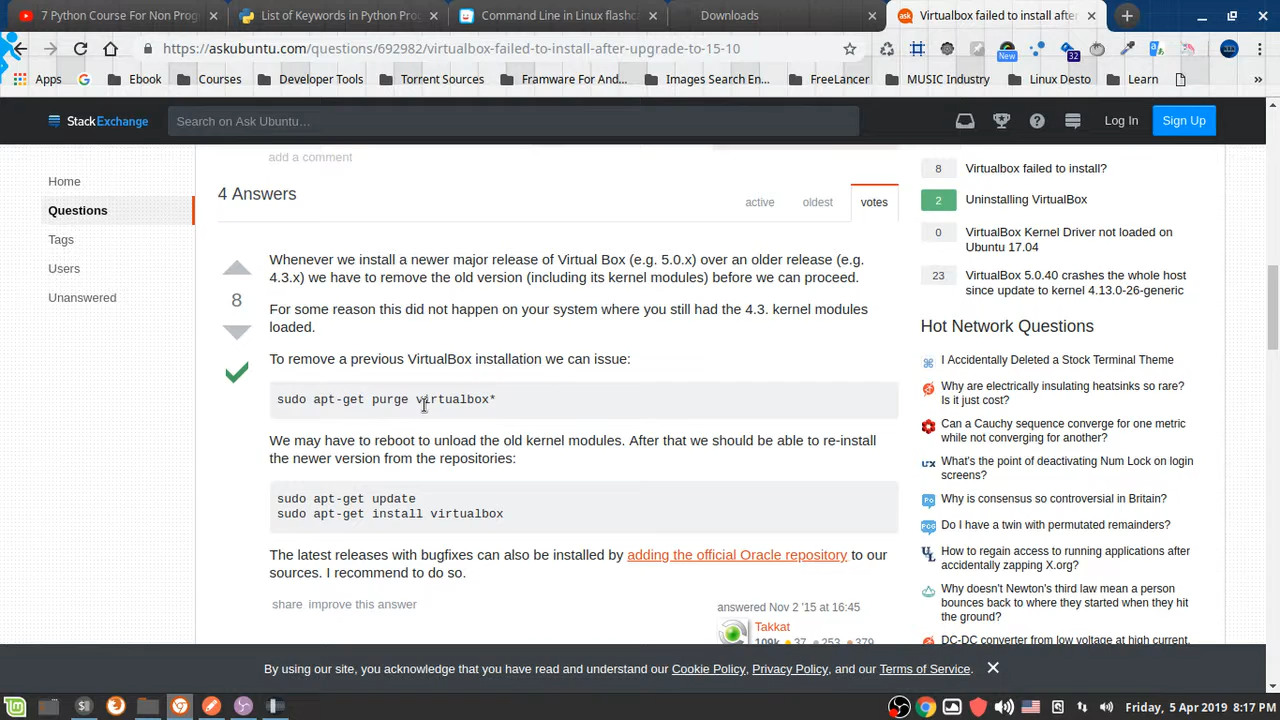 7 Python Course For Non Prog
List of Keywords in Python Pro
Command Line in Linux flash
Downloads
Virtualbox failed to install after
https://askubuntu.com/questions/692982/virtualbox-failed-to-install-after-upgrade-to-15-10
New
32
Apps
Ebook
Courses
Developer Tools
Torrent Sources
Framware For And...
Images Search En...
FreeLancer
MUSIC Industry
Linux Desto
Learn
»
StackExchange
Search on Ask Ubuntu…
Log In
Sign Up
Home
Questions
Tags
Users
Unanswered
add a comment
4 Answers
active
oldest
votes
8
Whenever we install a newer major release of Virtual Box (e.g. 5.0.x) over an older release (e.g.
4.3.x) we have to remove the old version (including its kernel modules) before we can proceed.
For some reason this did not happen on your system where you still had the 4.3. kernel modules
loaded.
To remove a previous VirtualBox installation we can issue:
sudo apt-get purge virtualbox*
We may have to reboot to unload the old kernel modules. After that we should be able to re-install
the newer version from the repositories:
sudo apt-get update
sudo apt-get install virtualbox
The latest releases with bugfixes can also be installed by adding the official Oracle repository to our
sources. I recommend to do so.
share improve this answer
answered Nov 2 '15 at 16:45
Takkat
109k 37 253 379
8 Virtualbox failed to install?
2 Uninstalling VirtualBox
0 VirtualBox Kernel Driver not loaded on
Ubuntu 17.04
23 VirtualBox 5.0.40 crashes the whole host
since update to kernel 4.13.0-26-generic
Hot Network Questions
I Accidentally Deleted a Stock Terminal Theme
Why are electrically insulating heatsinks so rare?
Is it just cost?
Can a Cauchy sequence converge for one metric
while not converging for another?
What's the point of deactivating Num Lock on login
screens?
Why is consensus so controversial in Britain?
Do I have a twin with permutated remainders?
How to regain access to running applications after
accidentally zapping X.org?
Why doesn't Newton's third law mean a person
bounces back to where they started when they hit
the ground?
DC-DC converter from low voltage at high current,
By using our site, you acknowledge that you have read and understand our Cookie Policy, Privacy Policy, and our Terms of Service.
Friday, 5 Apr 2019 8:17 PM